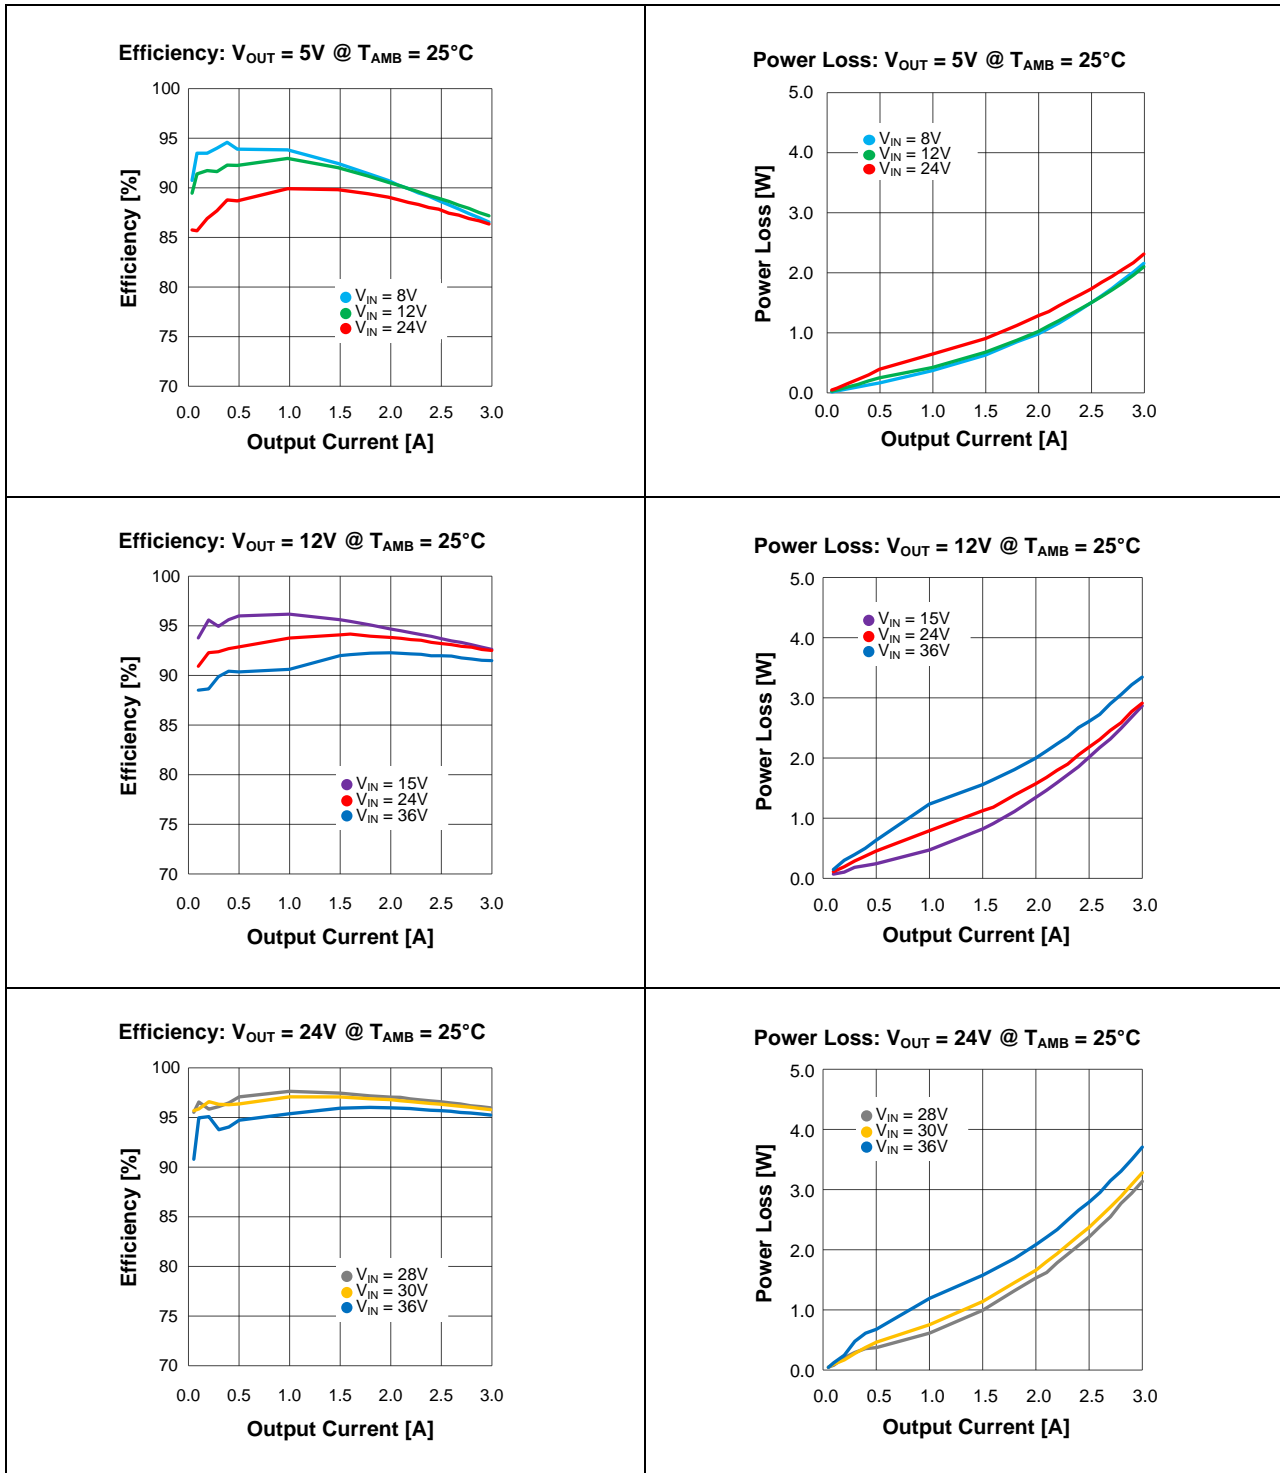 Efficiency: VOUT = 5V @ TAMB = 25°C
100
95
90
85
80
75
70
Efficiency [%]
VIN = 8V
VIN = 12V
VIN = 24V
0.0 0.5 1.0 1.5 2.0 2.5 3.0
Output Current [A]
Power Loss: VOUT = 5V @ TAMB = 25°C
5.0
4.0
3.0
2.0
1.0
0.0
Power Loss [W]
VIN = 8V
VIN = 12V
VIN = 24V
0.0 0.5 1.0 1.5 2.0 2.5 3.0
Output Current [A]
Efficiency: VOUT = 12V @ TAMB = 25°C
100
95
90
85
80
75
70
Efficiency [%]
VIN = 15V
VIN = 24V
VIN = 36V
0.0 0.5 1.0 1.5 2.0 2.5 3.0
Output Current [A]
Power Loss: VOUT = 12V @ TAMB = 25°C
5.0
4.0
3.0
2.0
1.0
0.0
Power Loss [W]
VIN = 15V
VIN = 24V
VIN = 36V
0.0 0.5 1.0 1.5 2.0 2.5 3.0
Output Current [A]
Efficiency: VOUT = 24V @ TAMB = 25°C
100
95
90
85
80
75
70
Efficiency [%]
VIN = 28V
VIN = 30V
VIN = 36V
0.0 0.5 1.0 1.5 2.0 2.5 3.0
Output Current [A]
Power Loss: VOUT = 24V @ TAMB = 25°C
5.0
4.0
3.0
2.0
1.0
0.0
Power Loss [W]
VIN = 28V
VIN = 30V
VIN = 36V
0.0 0.5 1.0 1.5 2.0 2.5 3.0
Output Current [A]